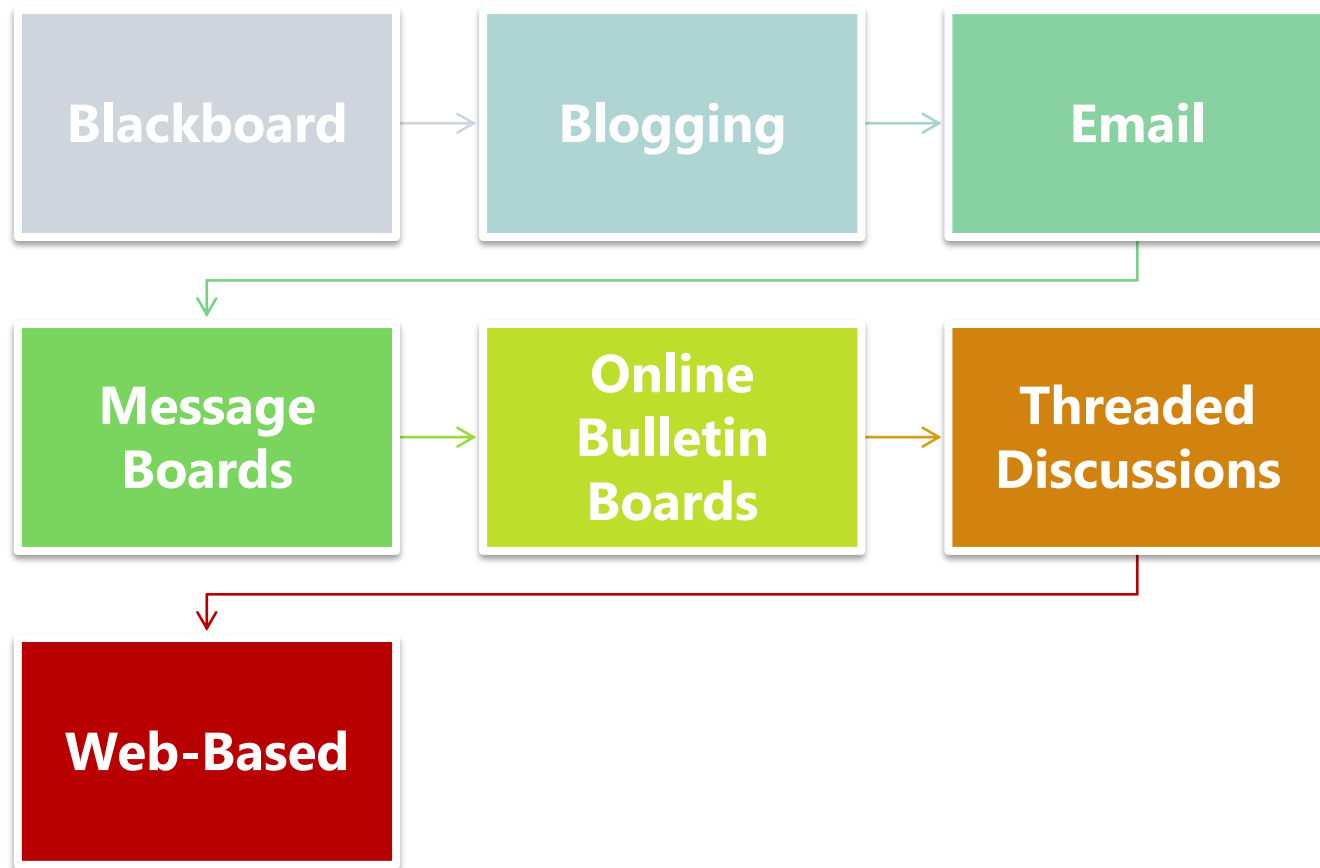 Blackboard
Blogging
Email
Message
Boards
Online
Bulletin
Boards
Threaded
Discussions
Web-Based